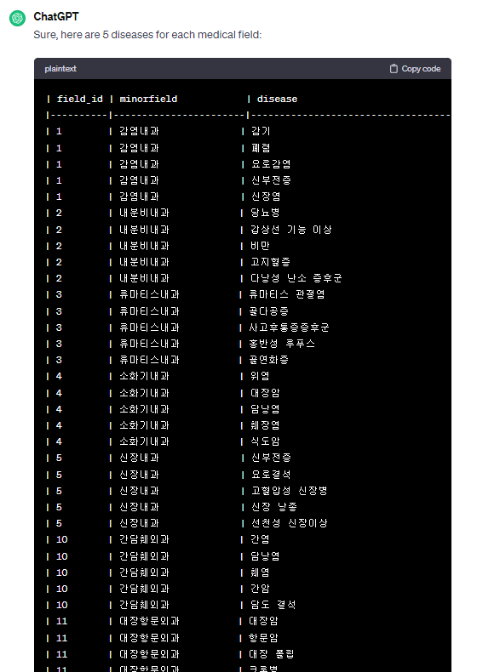 ChatGPT
Sure, here are 5 diseases for each medical field:
plaintext Copy code
| field_id | minorfield | disease
|----------|----------------------|------------------------------
| 1 | 감염내과 | 감기
| 1 | 감염내과 | 폐렴
| 1 | 감염내과 | 요로감염
| 1 | 감염내과 | 신부전증
| 1 | 감염내과 | 신장염
| 2 | 내분비내과 | 당뇨병
| 2 | 내분비내과 | 갑상선 기능 이상
| 2 | 내분비내과 | 비만
| 2 | 내분비내과 | 고지혈증
| 2 | 내분비내과 | 다낭성 난소 증후군
| 3 | 류마티스내과 | 류마티스 관절염
| 3 | 류마티스내과 | 골다공증
| 3 | 류마티스내과 | 사고후통증증후군
| 3 | 류마티스내과 | 홍반성 루푸스
| 3 | 류마티스내과 | 골연화증
| 4 | 소화기내과 | 위염
| 4 | 소화기내과 | 대장암
| 4 | 소화기내과 | 담낭염
| 4 | 소화기내과 | 췌장염
| 4 | 소화기내과 | 식도암
| 5 | 신장내과 | 신부전증
| 5 | 신장내과 | 요로결석
| 5 | 신장내과 | 고혈압성 신장병
| 5 | 신장내과 | 신장 낭종
| 5 | 신장내과 | 선천성 신장이상
| 10 | 간담췌외과 | 간염
| 10 | 간담췌외과 | 담낭염
| 10 | 간담췌외과 | 췌염
| 10 | 간담췌외과 | 간암
| 10 | 간담췌외과 | 담도 결석
| 11 | 대장항문외과 | 대장암
| 11 | 대장항문외과 | 항문암
| 11 | 대장항문외과 | 대장 폴립
| 11 | 대장항문외과 | 크론병